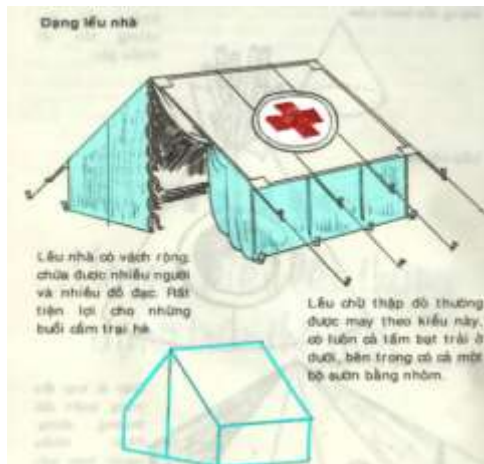 Dạng lều nhà
Lều nhà có vách rộng,
chứa được nhiều người
và nhiều đồ đạc. Rất
tiện lợi cho những
buổi cắm trại hè.
Lều chữ thập đỏ thường
được may theo kiểu này,
có luôn cả tấm bạt trải ở
dưới, bên trong có cả một
bộ sườn bằng nhôm.